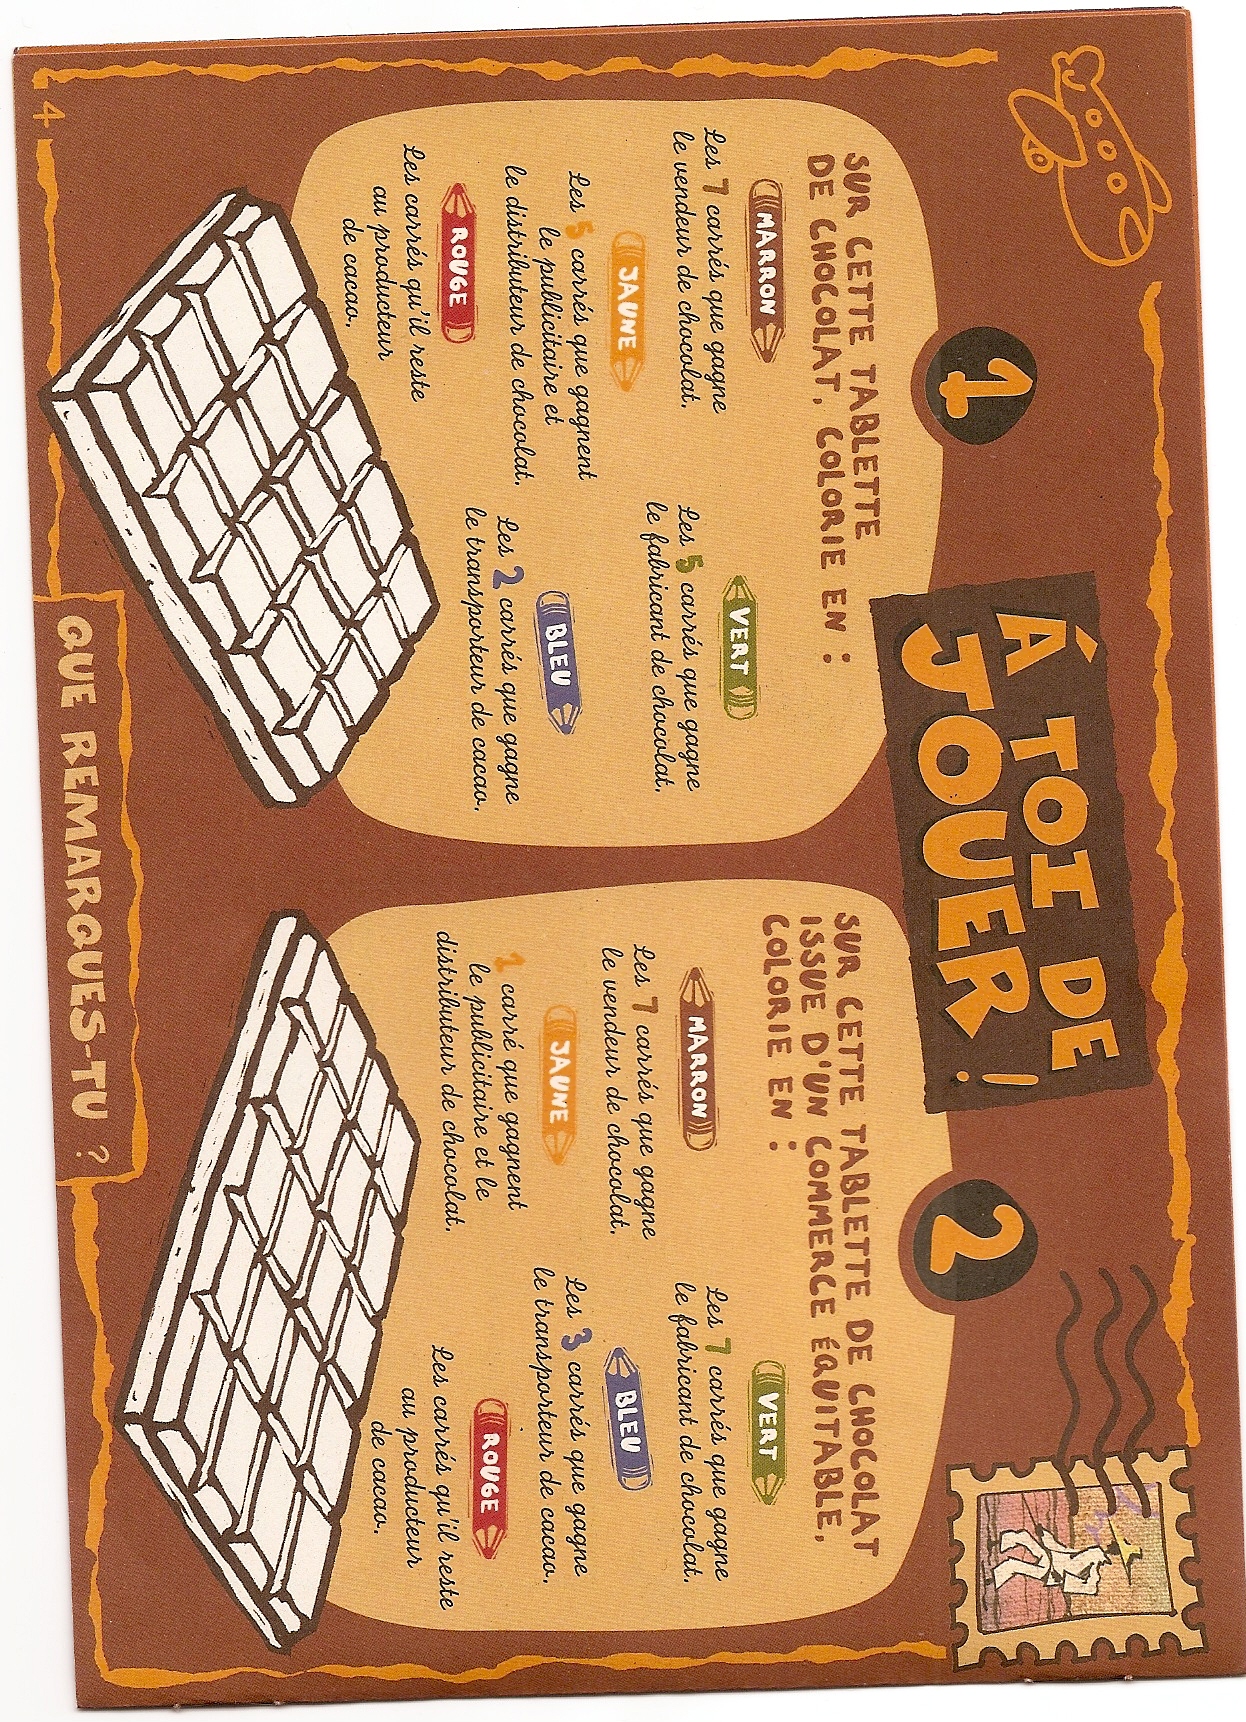 À TOI DE
JOUER !
1
SUR CETTE TABLETTE
DE CHOCOLAT, COLORIE EN :
MARRON
Les 7 carrés que gagne
le vendeur de chocolat.
VERT
Les 5 carrés que gagne
le fabricant de chocolat.
JAUNE
Les 5 carrés que gagnent
le publicitaire et
le distributeur de chocolat.
BLEU
Les 2 carrés que gagne
le transporteur de cacao.
ROUGE
Les carrés qu'il reste
au producteur
de cacao.
2
SUR CETTE TABLETTE DE CHOCOLAT
ISSUE D'UN COMMERCE ÉQUITABLE,
COLORIE EN :
MARRON
Les 7 carrés que gagne
le vendeur de chocolat.
VERT
Les 7 carrés que gagne
le fabricant de chocolat.
JAUNE
1 carré que gagnent
le publicitaire et le
distributeur de chocolat.
BLEU
Les 3 carrés que gagne
le transporteur de cacao.
ROUGE
Les carrés qu'il reste
au producteur
de cacao.
QUE REMARQUES-TU ?
4